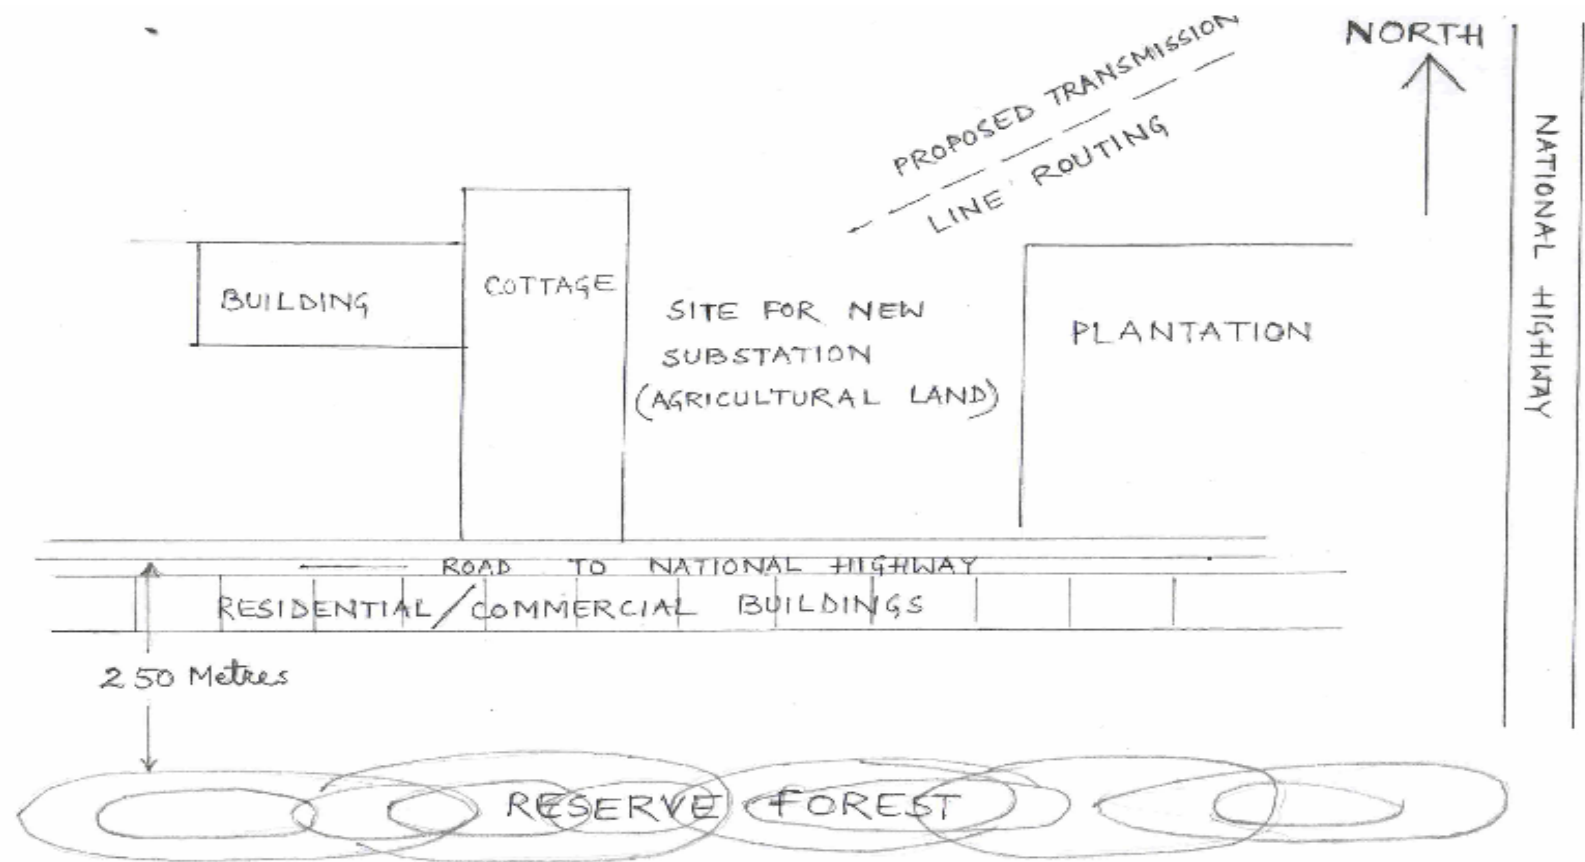 NORTH
PROPOSED TRANSMISSION
LINE ROUTING
NATIONAL HIGHWAY
BUILDING
COTTAGE
SITE FOR NEW
SUBSTATION
(AGRICULTURAL LAND)
PLANTATION
ROAD TO NATIONAL HIGHWAY
RESIDENTIAL/COMMERCIAL BUILDINGS
250 Metres
RESERVE FOREST